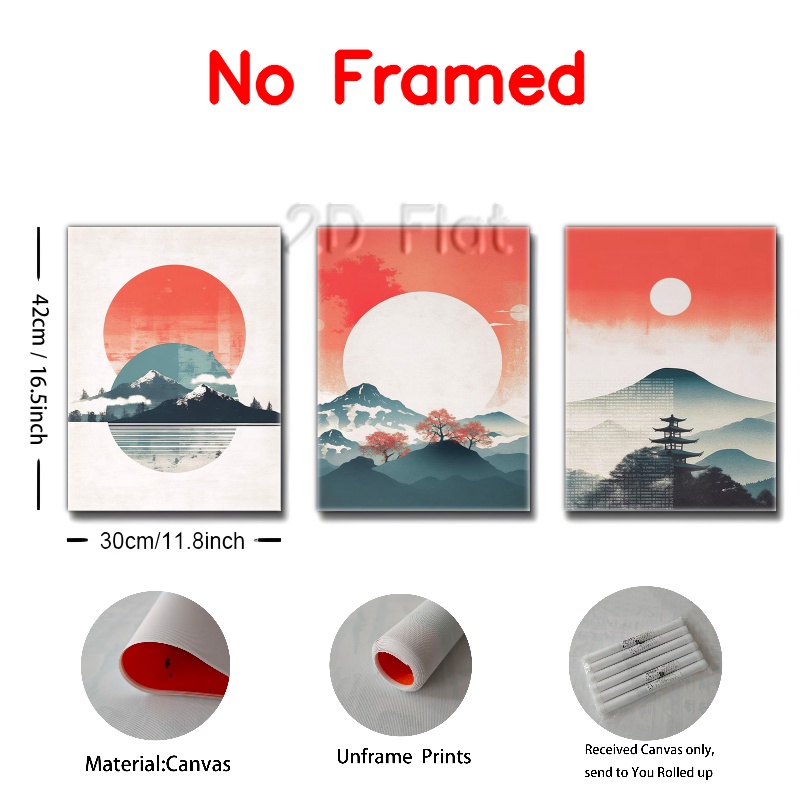 No Framed
2D Flat
42cm / 16.5inch
30cm/11.8inch
Material:Canvas
Unframe Prints
Received Canvas only,
send to You Rolled up